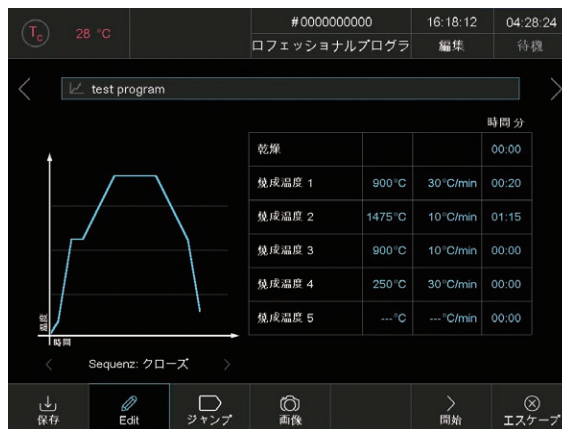 Tc 28 °C #0000000000 16:18:12 04:28:24
ロフェッショナルプログラ 編集 待機
test program
時間 分
乾燥 00:00
焼成温度 1 900°C 30°C/min 00:20
焼成温度 2 1475°C 10°C/min 01:15
焼成温度 3 900°C 10°C/min 00:00
焼成温度 4 250°C 30°C/min 00:00
焼成温度 5 ---°C ---°C/min 00:00
温度
時間
Sequenz: クローズ
保存 Edit ジャンプ 画像 開始 エスケープ